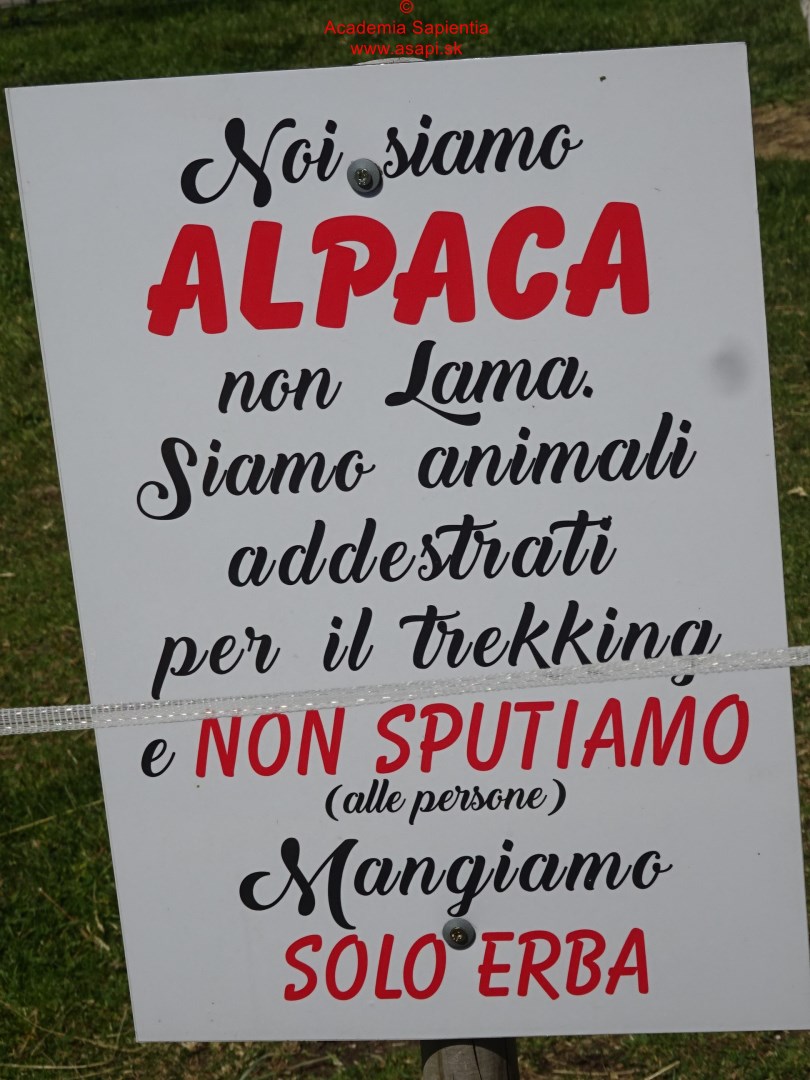 ©
Academia Sapientia
www.asapi.sk
Noi siamo
ALPACA
non Lama.
Siamo animali
addestrati
per il trekking
e NON SPUTIAMO
(alle persone)
Mangiamo
SOLO ERBA